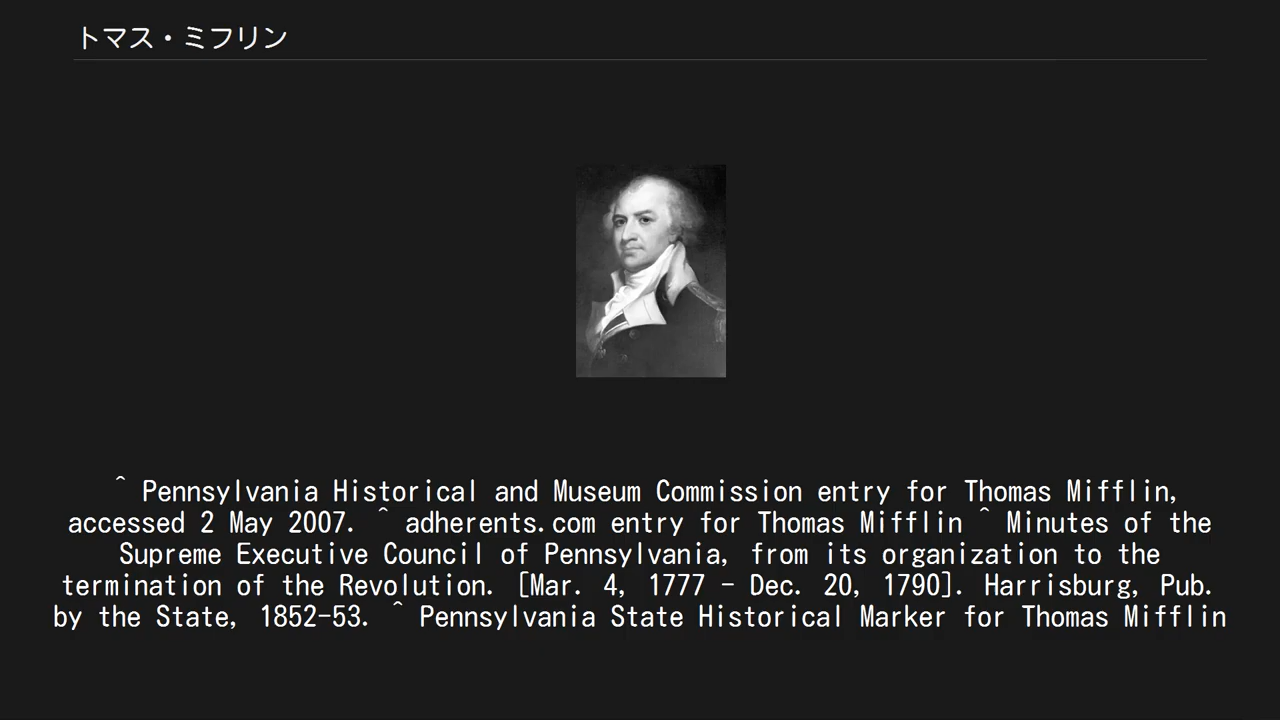 トマス・ミフリン
^ Pennsylvania Historical and Museum Commission entry for Thomas Mifflin,
accessed 2 May 2007. ^ adherents.com entry for Thomas Mifflin ^ Minutes of the
Supreme Executive Council of Pennsylvania, from its organization to the
termination of the Revolution. [Mar. 4, 1777 - Dec. 20, 1790]. Harrisburg, Pub.
by the State, 1852-53. ^ Pennsylvania State Historical Marker for Thomas Mifflin